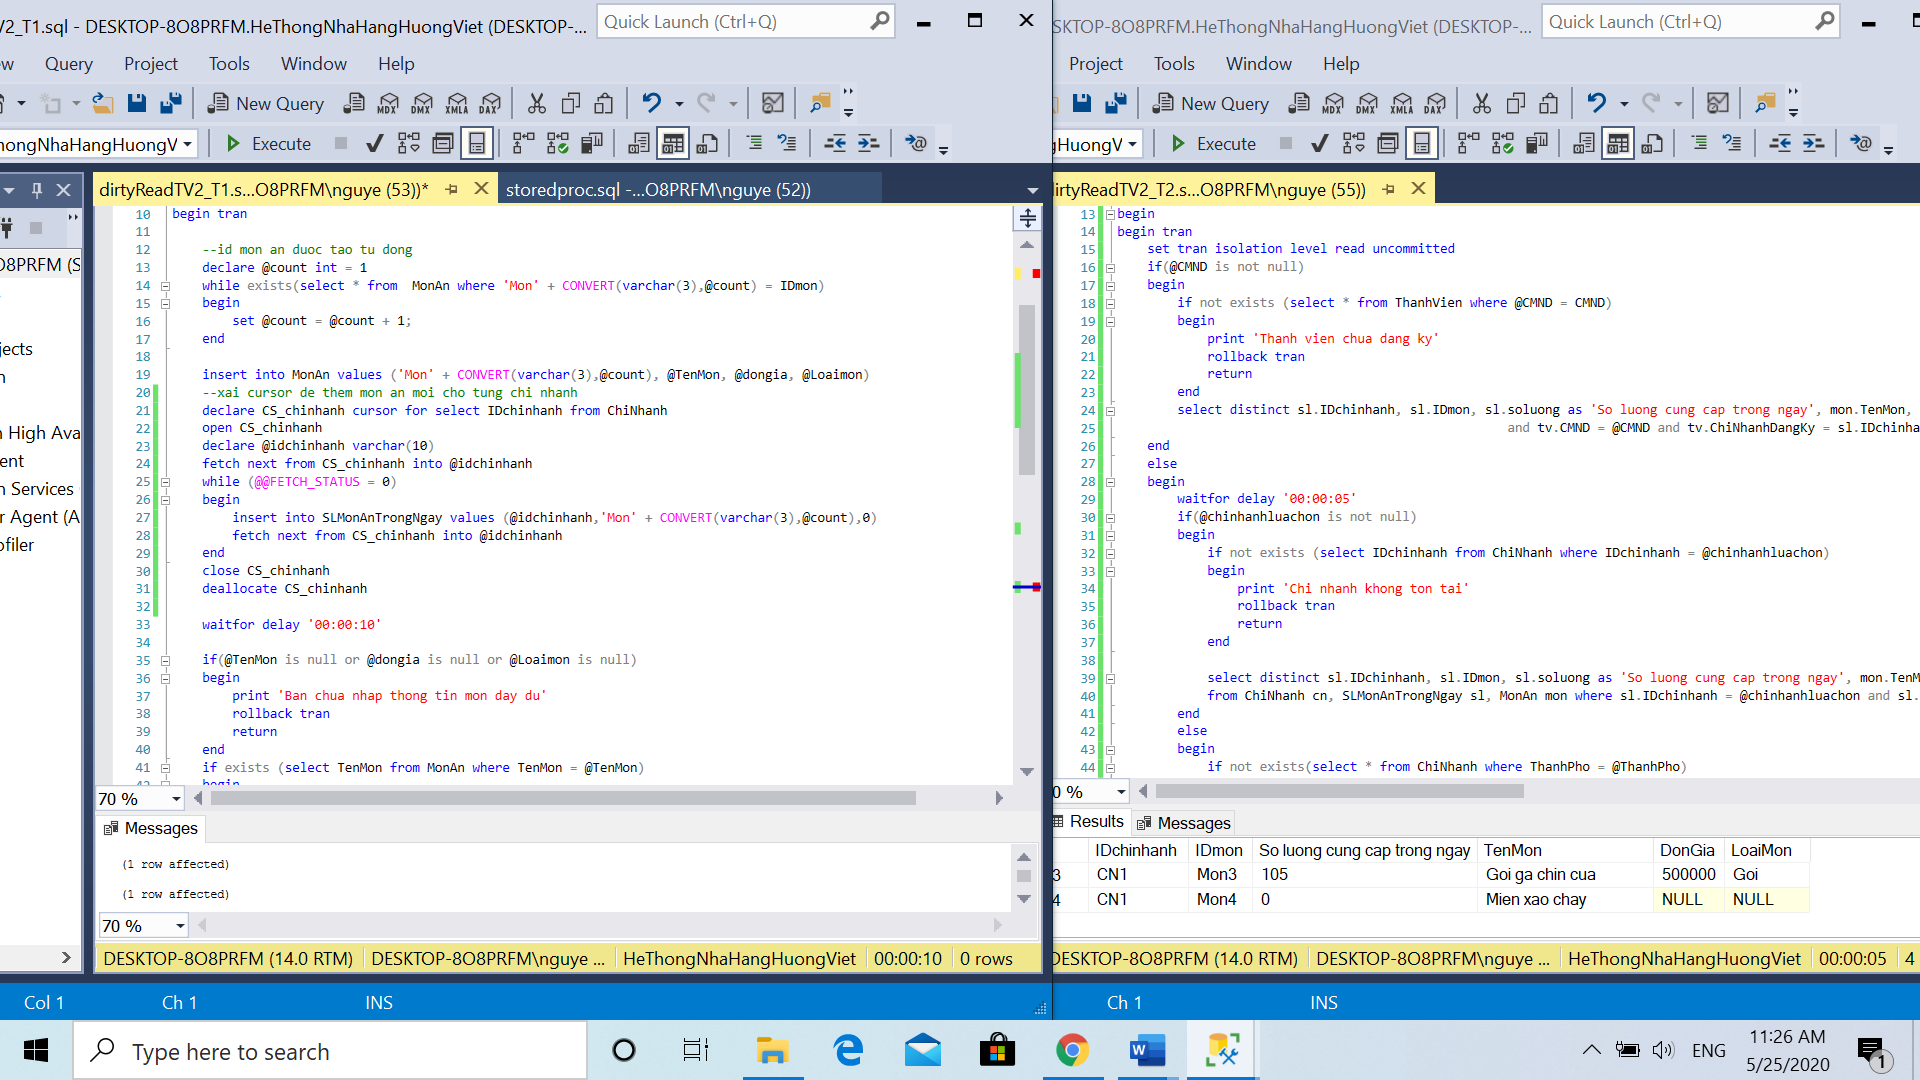 V2_T1.sql - DESKTOP-8O8PRFM.HeThongNhaHangHuongViet (DESKTOP-...
Quick Launch (Ctrl+Q)
Query Project Tools Window Help
New Query
MDX DMX XMLA DAX
hongNhaHangHuongV
Execute
O8PRFM (S
jects
n High Ava
ent
n Services
r Agent (A
ofiler
dirtyReadTV2_T1.s...O8PRFM\nguye (53))*
storedproc.sql -...O8PRFM\nguye (52))
10 begin tran
11
12 --id mon an duoc tao tu dong
13 declare @count int = 1
14 while exists(select * from MonAn where 'Mon' + CONVERT(varchar(3),@count) = IDmon)
15 begin
16 set @count = @count + 1;
17 end
18
19 insert into MonAn values ('Mon' + CONVERT(varchar(3),@count), @TenMon, @dongia, @Loaimon)
20 --xai cursor de them mon an moi cho tung chi nhanh
21 declare CS_chinhanh cursor for select IDchinhanh from ChiNhanh
22 open CS_chinhanh
23 declare @idchinhanh varchar(10)
24 fetch next from CS_chinhanh into @idchinhanh
25 while (@@FETCH_STATUS = 0)
26 begin
27 insert into SLMonAnTrongNgay values (@idchinhanh,'Mon' + CONVERT(varchar(3),@count),0)
28 fetch next from CS_chinhanh into @idchinhanh
29 end
30 close CS_chinhanh
31 deallocate CS_chinhanh
32
33 waitfor delay '00:00:10'
34
35 if(@TenMon is null or @dongia is null or @Loaimon is null)
36 begin
37 print 'Ban chua nhap thong tin mon day du'
38 rollback tran
39 return
40 end
41 if exists (select TenMon from MonAn where TenMon = @TenMon)
42 begin
70 %
Messages
(1 row affected)
(1 row affected)
70 %
DESKTOP-8O8PRFM (14.0 RTM) DESKTOP-8O8PRFM\nguye ... HeThongNhaHangHuongViet 00:00:10 0 rows
Col 1 Ch 1 INS
SKTOP-8O8PRFM.HeThongNhaHangHuongViet (DESKTOP-...
Quick Launch (Ctrl+Q)
Project Tools Window Help
New Query
MDX DMX XMLA DAX
gHuongV
Execute
irtyReadTV2_T2.s...O8PRFM\nguye (55))
13 begin
14 begin tran
15 set tran isolation level read uncommitted
16 if(@CMND is not null)
17 begin
18 if not exists (select * from ThanhVien where @CMND = CMND)
19 begin
20 print 'Thanh vien chua dang ky'
21 rollback tran
22 return
23 end
24 select distinct sl.IDchinhanh, sl.IDmon, sl.soluong as 'So luong cung cap trong ngay', mon.TenMon,
25 and tv.CMND = @CMND and tv.ChiNhanhDangKy = sl.IDchinha
26 end
27 else
28 begin
29 waitfor delay '00:00:05'
30 if(@chinhanhluachon is not null)
31 begin
32 if not exists (select IDchinhanh from ChiNhanh where IDchinhanh = @chinhanhluachon)
33 begin
34 print 'Chi nhanh khong ton tai'
35 rollback tran
36 return
37 end
38
39 select distinct sl.IDchinhanh, sl.IDmon, sl.soluong as 'So luong cung cap trong ngay', mon.TenM
40 from ChiNhanh cn, SLMonAnTrongNgay sl, MonAn mon where sl.IDchinhanh = @chinhanhluachon and sl.
41 end
42 else
43 begin
44 if not exists(select * from ChiNhanh where ThanhPho = @ThanhPho)
0 %
Results Messages
IDchinhanh IDmon So luong cung cap trong ngay TenMon DonGia LoaiMon
3 CN1 Mon3 105 Goi ga chin cua 500000 Goi
4 CN1 Mon4 0 Mien xao chay NULL NULL
DESKTOP-8O8PRFM (14.0 RTM) DESKTOP-8O8PRFM\nguye ... HeThongNhaHangHuongViet 00:00:05 4
Ch 1 INS
Type here to search
ENG
11:26 AM
5/25/2020
1